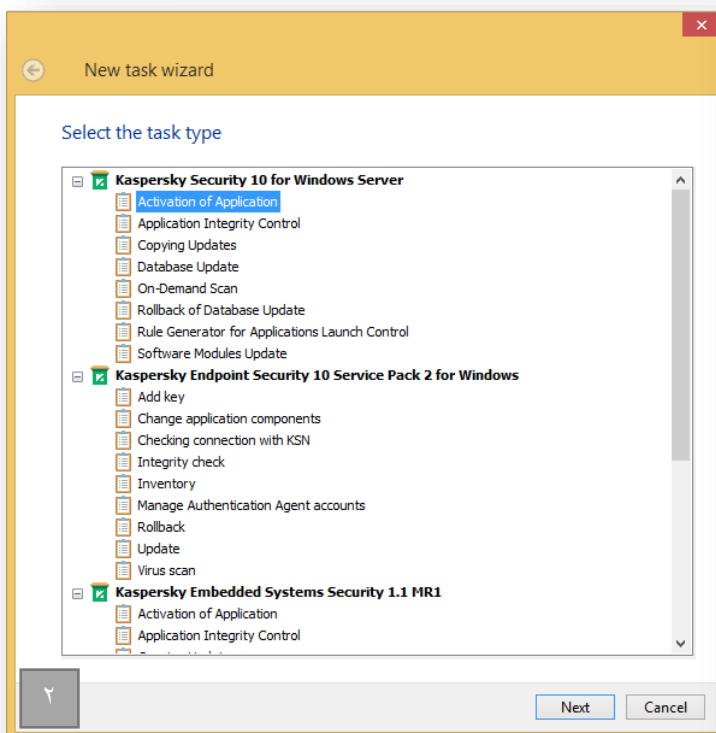 New task wizard
Select the task type
Kaspersky Security 10 for Windows Server
Activation of Application
Application Integrity Control
Copying Updates
Database Update
On-Demand Scan
Rollback of Database Update
Rule Generator for Applications Launch Control
Software Modules Update
Kaspersky Endpoint Security 10 Service Pack 2 for Windows
Add key
Change application components
Checking connection with KSN
Integrity check
Inventory
Manage Authentication Agent accounts
Rollback
Update
Virus scan
Kaspersky Embedded Systems Security 1.1 MR1
Activation of Application
Application Integrity Control
٢
Next Cancel